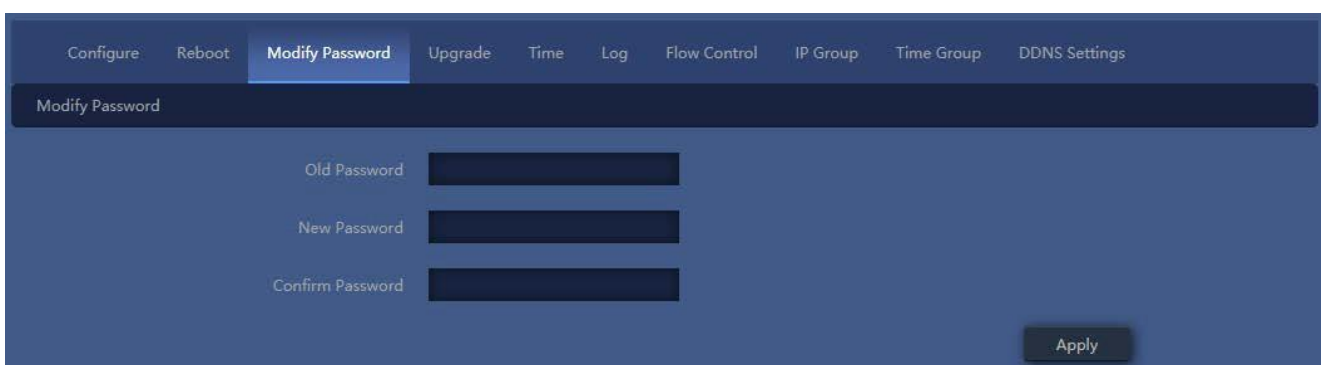 Configure Reboot Modify Password Upgrade Time Log Flow Control IP Group Time Group DDNS Settings
Modify Password
Old Password
New Password
Confirm Password
Apply